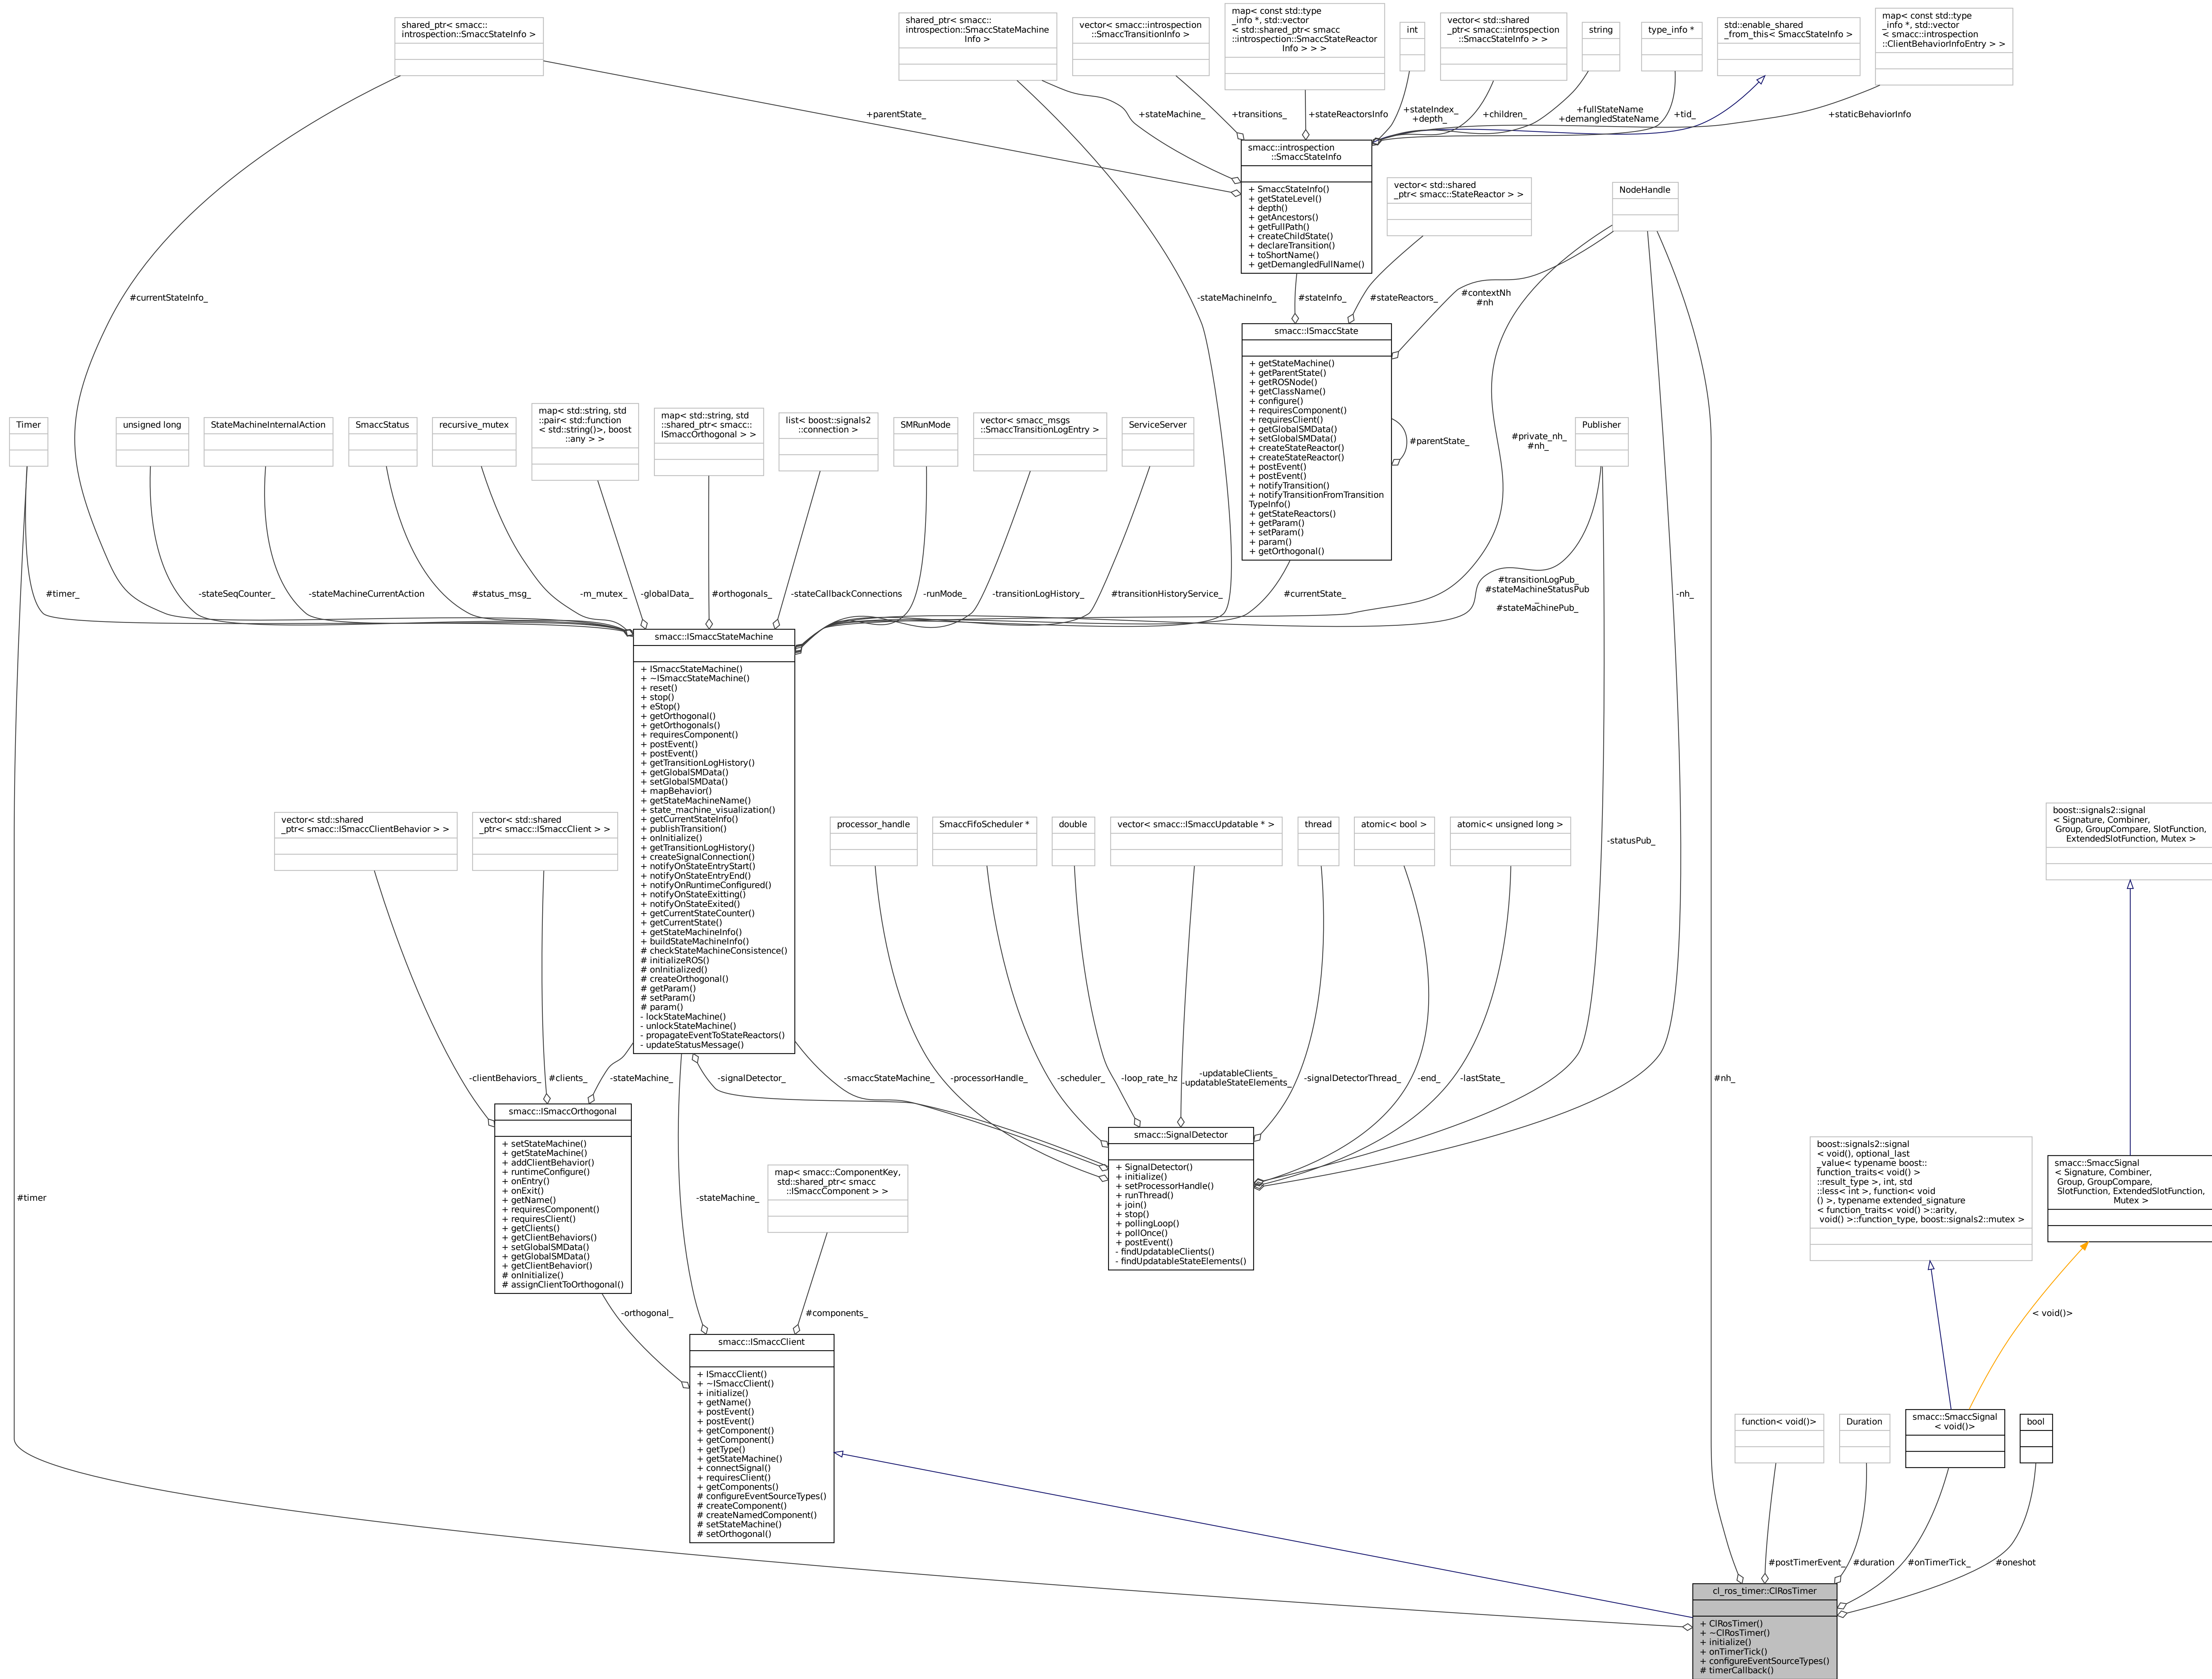 shared_ptr< smacc::
introspection::SmaccStateInfo >
shared_ptr< smacc::
introspection::SmaccStateMachine
Info >
vector< smacc::introspection
::SmaccTransitionInfo >
map< const std::type
_info *, std::vector
< std::shared_ptr< smacc
::introspection::SmaccStateReactor
Info > > >
int
vector< std::shared
_ptr< smacc::introspection
::SmaccStateInfo > >
string
type_info *
std::enable_shared
_from_this< SmaccStateInfo >
map< const std::type
_info *, std::vector
< smacc::introspection
::ClientBehaviorInfoEntry > >
+parentState_
+stateMachine_
+transitions_
+stateReactorsInfo
+stateIndex_
+depth_
+children_
+fullStateName
+demangledStateName
+tid_
+staticBehaviorInfo
smacc::introspection
::SmaccStateInfo
+ SmaccStateInfo()
+ getStateLevel()
+ depth()
+ getAncestors()
+ getFullPath()
+ createChildState()
+ declareTransition()
+ toShortName()
+ getDemangledFullName()
vector< std::shared
_ptr< smacc::StateReactor > >
NodeHandle
#currentStateInfo_
-stateMachineInfo_
#stateInfo_
#stateReactors_
#contextNh
#nh
smacc::ISmaccState
+ getStateMachine()
+ getParentState()
+ getROSNode()
+ getClassName()
+ configure()
+ requiresComponent()
+ requiresClient()
+ getGlobalSMData()
+ setGlobalSMData()
+ createStateReactor()
+ createStateReactor()
+ postEvent()
+ postEvent()
+ notifyTransition()
+ notifyTransitionFromTransition
TypeInfo()
+ getStateReactors()
+ getParam()
+ setParam()
+ param()
+ getOrthogonal()
#parentState_
#private_nh_
#nh_
Timer
unsigned long
StateMachineInternalAction
SmaccStatus
recursive_mutex
map< std::string, std
::pair< std::function
< std::string()>, boost
::any > >
map< std::string, std
::shared_ptr< smacc::
ISmaccOrthogonal > >
list< boost::signals2
::connection >
SMRunMode
vector< smacc_msgs
::SmaccTransitionLogEntry >
ServiceServer
Publisher
#timer_
-stateSeqCounter_
-stateMachineCurrentAction
#status_msg_
-m_mutex_
-globalData_
#orthogonals_
-stateCallbackConnections
-runMode_
-transitionLogHistory_
#transitionHistoryService_
#currentState_
#transitionLogPub_
#stateMachineStatusPub
_
#stateMachinePub_
-nh_
smacc::ISmaccStateMachine
+ ISmaccStateMachine()
+ ~ISmaccStateMachine()
+ reset()
+ stop()
+ eStop()
+ getOrthogonal()
+ getOrthogonals()
+ requiresComponent()
+ postEvent()
+ postEvent()
+ getTransitionLogHistory()
+ getGlobalSMData()
+ setGlobalSMData()
+ mapBehavior()
+ getStateMachineName()
+ state_machine_visualization()
+ getCurrentStateInfo()
+ publishTransition()
+ onInitialize()
+ getTransitionLogHistory()
+ createSignalConnection()
+ notifyOnStateEntryStart()
+ notifyOnStateEntryEnd()
+ notifyOnRuntimeConfigured()
+ notifyOnStateExitting()
+ notifyOnStateExited()
+ getCurrentStateCounter()
+ getCurrentState()
+ getStateMachineInfo()
+ buildStateMachineInfo()
# checkStateMachineConsistence()
# initializeROS()
# onInitialized()
# createOrthogonal()
# getParam()
# setParam()
# param()
- lockStateMachine()
- unlockStateMachine()
- propagateEventToStateReactors()
- updateStatusMessage()
vector< std::shared
_ptr< smacc::ISmaccClientBehavior > >
vector< std::shared
_ptr< smacc::ISmaccClient > >
processor_handle
SmaccFifoScheduler *
double
vector< smacc::ISmaccUpdatable * >
thread
atomic< bool >
atomic< unsigned long >
-statusPub_
boost::signals2::signal
< Signature, Combiner,
Group, GroupCompare, SlotFunction,
ExtendedSlotFunction, Mutex >
-clientBehaviors_
#clients_
-stateMachine_
-signalDetector_
-smaccStateMachine_
-processorHandle_
-scheduler_
-loop_rate_hz
-updatableClients_
-updatableStateElements_
-signalDetectorThread_
-end_
-lastState_
#nh_
smacc::ISmaccOrthogonal
+ setStateMachine()
+ getStateMachine()
+ addClientBehavior()
+ runtimeConfigure()
+ onEntry()
+ onExit()
+ getName()
+ requiresComponent()
+ requiresClient()
+ getClients()
+ getClientBehaviors()
+ setGlobalSMData()
+ getGlobalSMData()
+ getClientBehavior()
# onInitialize()
# assignClientToOrthogonal()
smacc::SignalDetector
+ SignalDetector()
+ initialize()
+ setProcessorHandle()
+ runThread()
+ join()
+ stop()
+ pollingLoop()
+ pollOnce()
+ postEvent()
- findUpdatableClients()
- findUpdatableStateElements()
boost::signals2::signal
< void(), optional_last
_value< typename boost::
function_traits< void() >
::result_type >, int, std
::less< int >, function< void
() >, typename extended_signature
< function_traits< void() >::arity,
void() >::function_type, boost::signals2::mutex >
smacc::SmaccSignal
< Signature, Combiner,
Group, GroupCompare,
SlotFunction, ExtendedSlotFunction,
Mutex >
#timer
-stateMachine_
map< smacc::ComponentKey,
std::shared_ptr< smacc
::ISmaccComponent > >
-orthogonal_
#components_
< void()>
smacc::ISmaccClient
+ ISmaccClient()
+ ~ISmaccClient()
+ initialize()
+ getName()
+ postEvent()
+ postEvent()
+ getComponent()
+ getComponent()
+ getType()
+ getStateMachine()
+ connectSignal()
+ requiresClient()
+ getComponents()
# configureEventSourceTypes()
# createComponent()
# createNamedComponent()
# setStateMachine()
# setOrthogonal()
function< void()>
Duration
smacc::SmaccSignal
< void()>
bool
#postTimerEvent_
#duration
#onTimerTick_
#oneshot
cl_ros_timer::ClRosTimer
+ ClRosTimer()
+ ~ClRosTimer()
+ initialize()
+ onTimerTick()
+ configureEventSourceTypes()
# timerCallback()